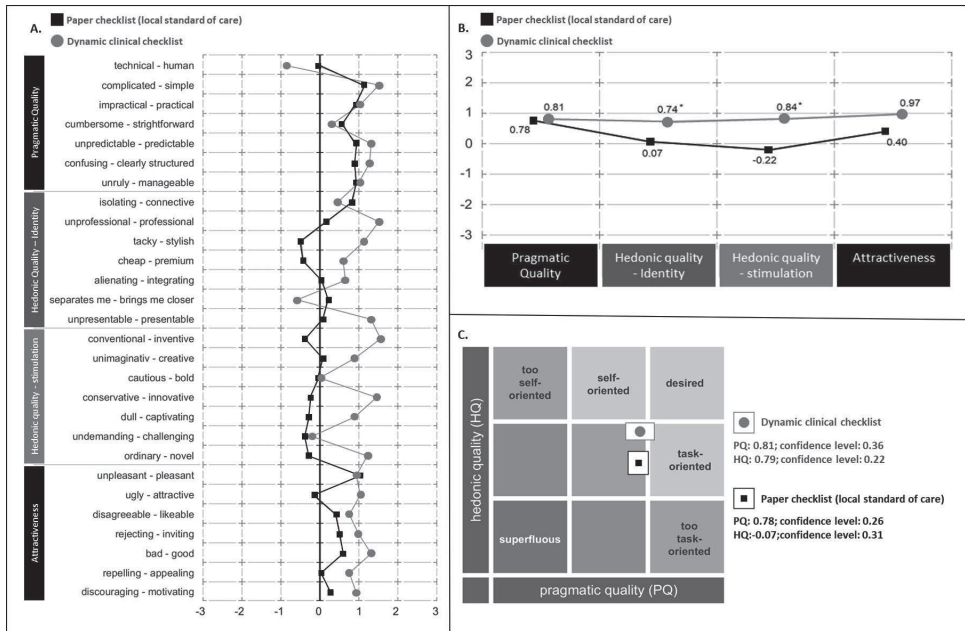 A.
Paper checklist (local standard of care)
Dynamic clinical checklist
Pragmatic Quality
technical - human
complicated - simple
impractical - practical
cumbersome - strightforward
unpredictable - predictable
confusing - clearly structured
unruly - manageable
Hedonic Quality – Identity
isolating - connective
unprofessional - professional
tacky - stylish
cheap - premium
alienating - integrating
separates me - brings me closer
unpresentable - presentable
Hedonic quality - stimulation
conventional - inventive
unimaginativ - creative
cautious - bold
conservative - innovative
dull - captivating
undemanding - challenging
ordinary - novel
Attractiveness
unpleasant - pleasant
ugly - attractive
disagreeable - likeable
rejecting - inviting
bad - good
repelling - appealing
discouraging - motivating
-3 -2 -1 0 1 2 3
B.
Paper checklist (local standard of care)
Dynamic clinical checklist
3
2
1
0
-1
-2
-3
0.81 0.74* 0.84* 0.97
0.78 0.07 -0.22 0.40
Pragmatic
Quality
Hedonic quality
- Identity
Hedonic quality
- stimulation
Attractiveness
C.
hedonic quality (HQ)
too
self-
oriented
self-
oriented
desired
task-
oriented
superfluous
too
task-
oriented
pragmatic quality (PQ)
Dynamic clinical checklist
PQ: 0.81; confidence level: 0.36
HQ: 0.79; confidence level: 0.22
Paper checklist (local standard of care)
PQ: 0.78; confidence level: 0.26
HQ:-0.07;confidence level: 0.31